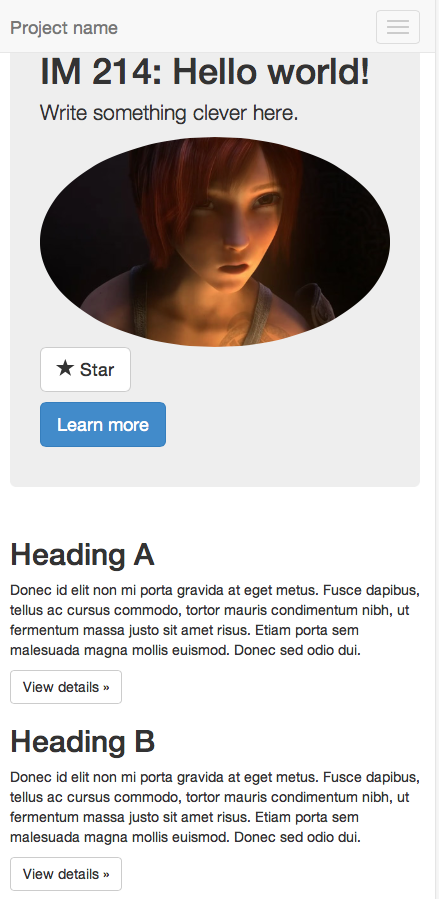 Project name
IM 214: Hello world!
Write something clever here.
★ Star
Learn more
Heading A
Donec id elit non mi porta gravida at eget metus. Fusce dapibus,
tellus ac cursus commodo, tortor mauris condimentum nibh, ut
fermentum massa justo sit amet risus. Etiam porta sem
malesuada magna mollis euismod. Donec sed odio dui.
View details »
Heading B
Donec id elit non mi porta gravida at eget metus. Fusce dapibus,
tellus ac cursus commodo, tortor mauris condimentum nibh, ut
fermentum massa justo sit amet risus. Etiam porta sem
malesuada magna mollis euismod. Donec sed odio dui.
View details »